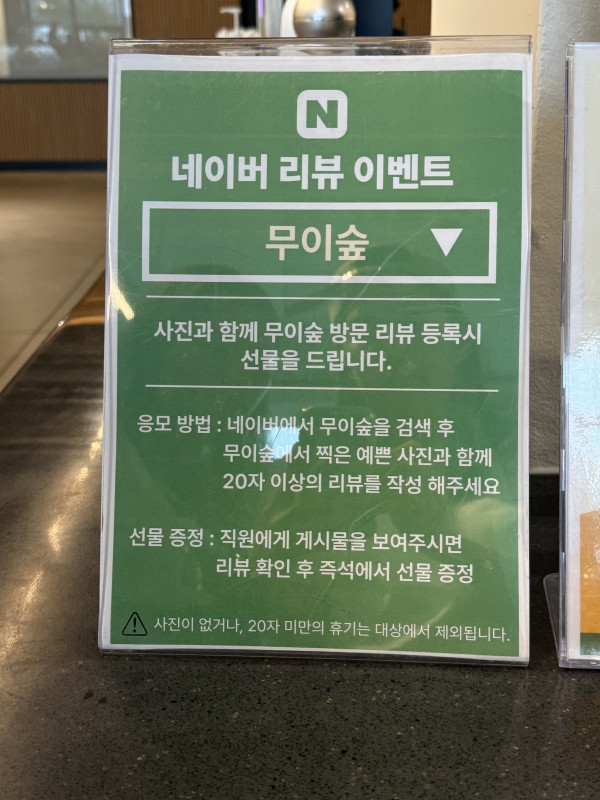 N
네이버 리뷰 이벤트
무이숲
사진과 함께 무이숲 방문 리뷰 등록시
선물을 드립니다.
응모 방법 : 네이버에서 무이숲을 검색 후
무이숲에서 찍은 예쁜 사진과 함께
20자 이상의 리뷰를 작성 해주세요
선물 증정 : 직원에게 게시물을 보여주시면
리뷰 확인 후 즉석에서 선물 증정
사진이 없거나, 20자 미만의 휴기는 대상에서 제외됩니다.